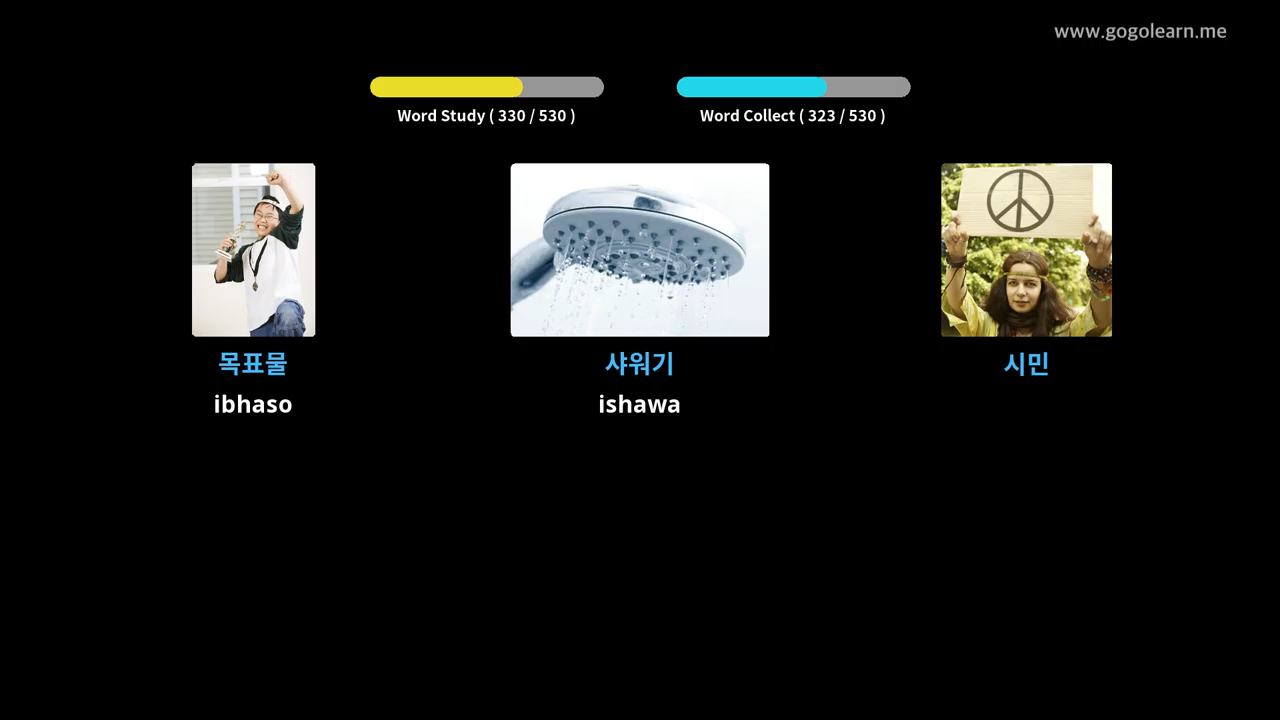 www.gogolearn.me
Word Study ( 330 / 530 )
Word Collect ( 323 / 530 )
목표물
샤워기
시민
ibhaso
ishawa